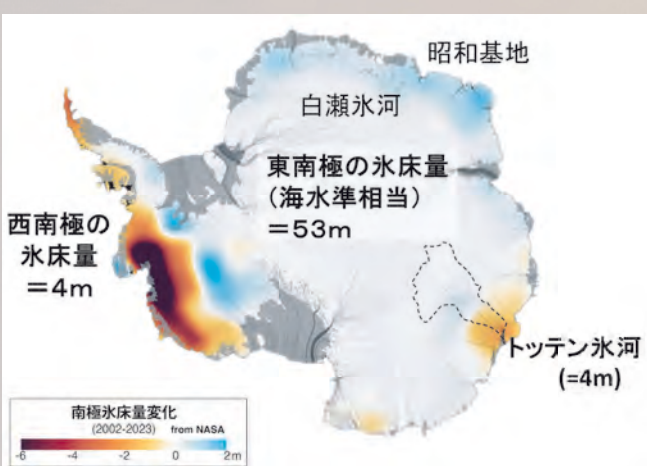 昭和基地
白瀬氷河
東南極の氷床量
(海水準相当)
=53m
西南極の
氷床量
=4m
トッテン氷河
(=4m)
南極氷床量変化
(2002-2023) from NASA
-6 -4 -2 0 2m